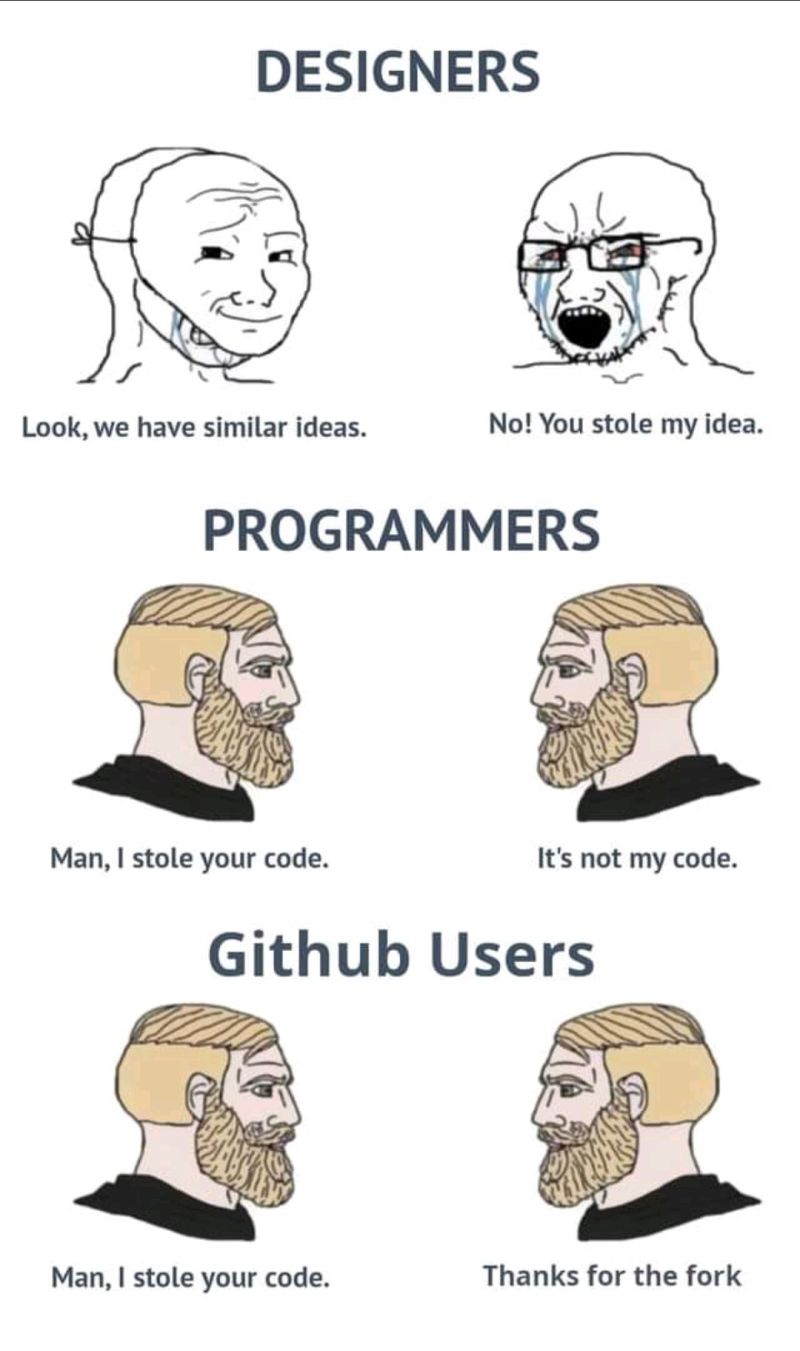 DESIGNERS
Look, we have similar ideas.
No! You stole my idea.
PROGRAMMERS
Man, I stole your code.
It's not my code.
Github Users
Man, I stole your code.
Thanks for the fork